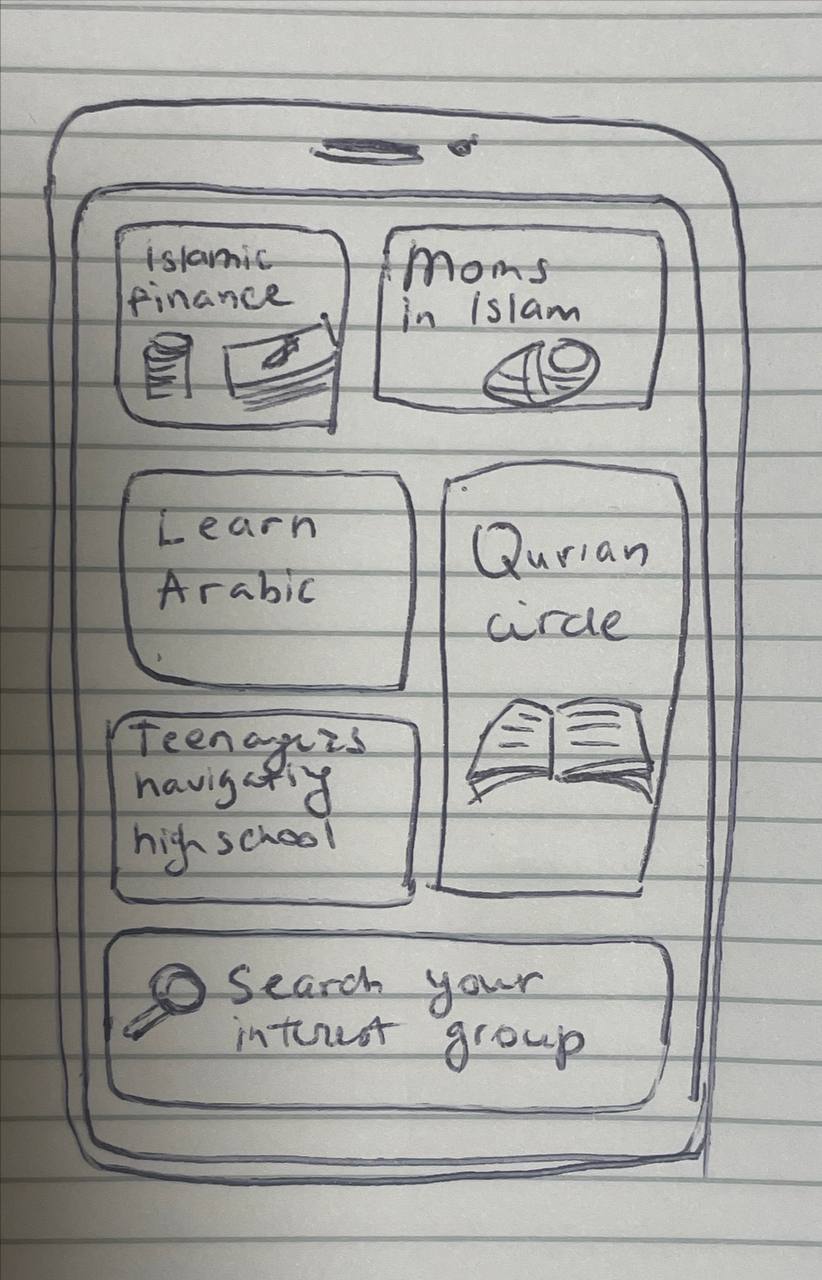 Islamic
finance
Moms
in Islam
Learn
Arabic
Qurian
circle
Teenagers
navigating
high school
Search your
interest group